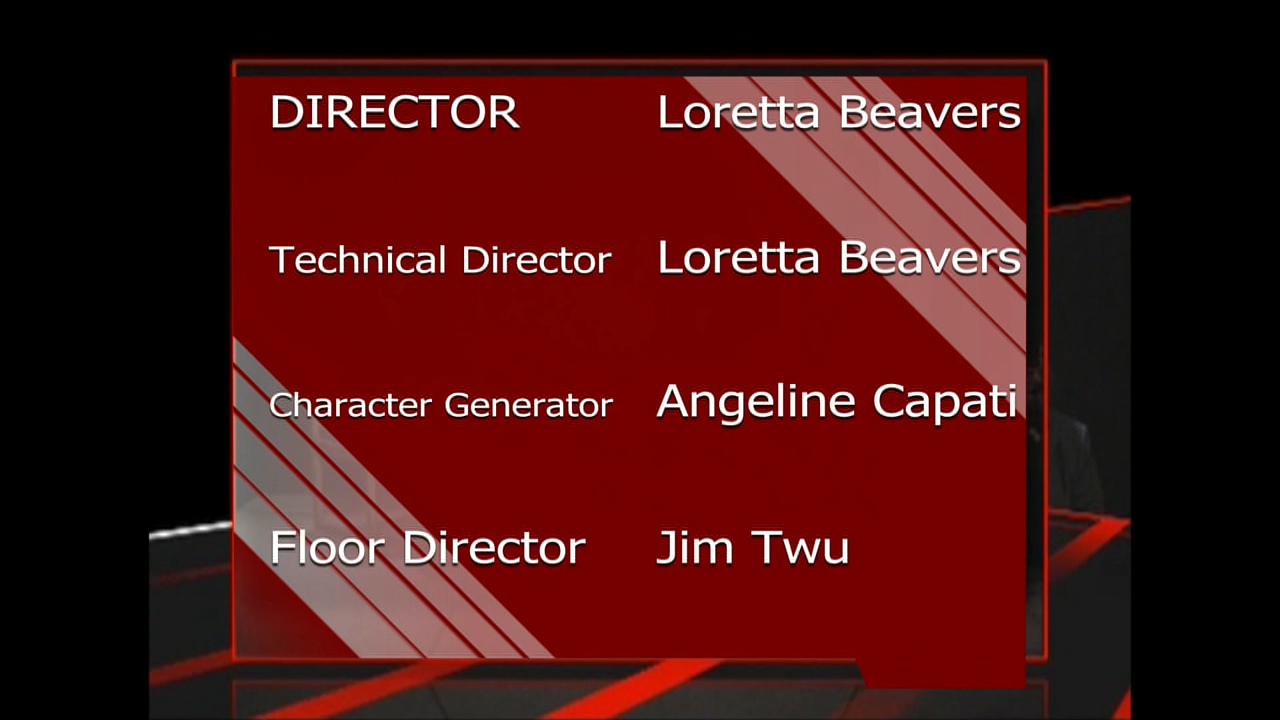 DIRECTOR Loretta Beavers
Technical Director Loretta Beavers
Character Generator Angeline Capati
Floor Director Jim Twu